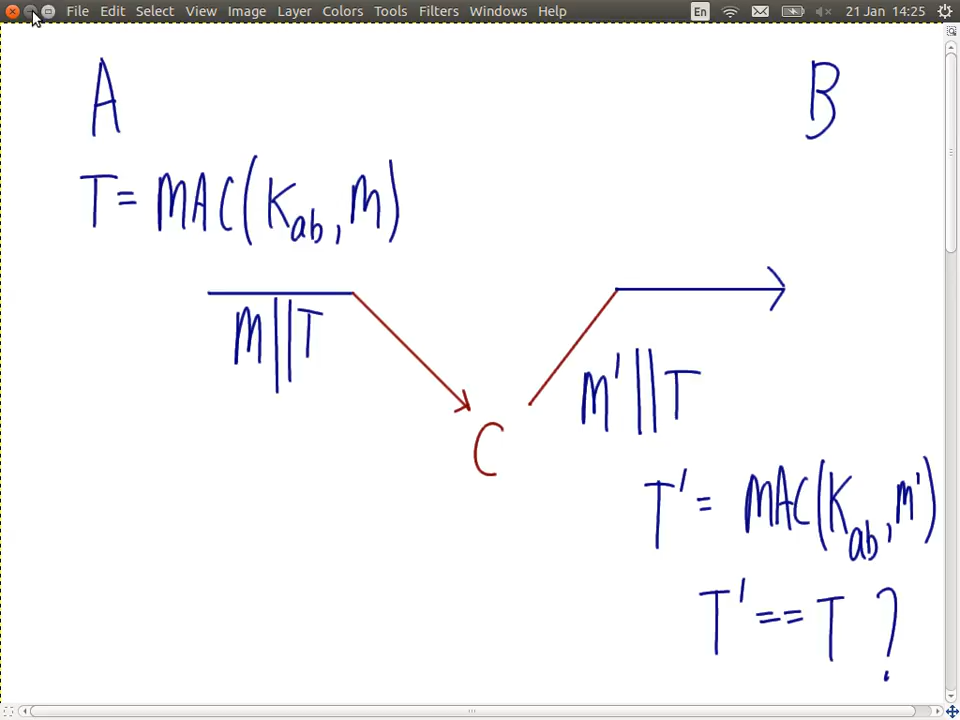 File Edit Select View Image Layer Colors Tools Filters Windows Help En 21 Jan 14:25
A B
T = MAC(Kab, M)
M||T
M'||T
C
T' = MAC(Kab, M')
T' == T ?